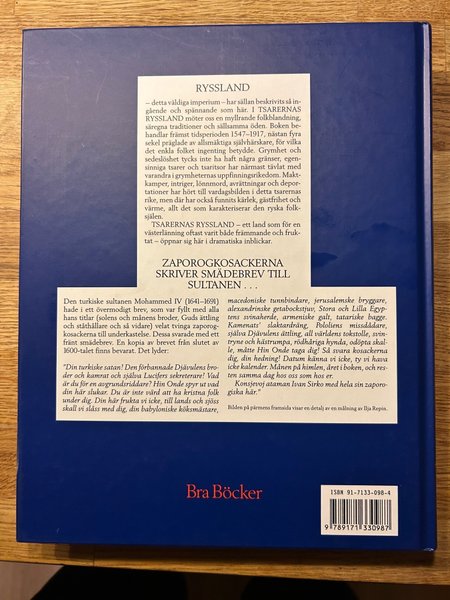 RYSSLAND
– detta väldiga imperium – har sällan beskrivits så in-
gående och spännande som här. I TSARERNAS
RYSSLAND möter oss en myllrande folkblandning,
säregna traditioner och sällsamma öden. Boken be-
handlar främst tidsperioden 1547–1917, nästan fyra
sekel präglade av allsmäktiga självhärskare, för vilka
det enkla folket ingenting betydde. Grymhet och
sedeslöshet tycks inte ha haft några gränser, egen-
sinniga tsarer och tsaritsor har närmast tävlat med
varandra i grymheternas uppfinningsrikedom. Makt-
kamper, intriger, lönnmord, avrättningar och depor-
tationer har hört till vardagsbilden i detta tsarernas
rike, men där har också funnits kärlek, gästfrihet och
värme, allt det som karakteriserar den ryska folk-
själen.
TSARERNAS RYSSLAND – ett land som för en
västerlänning oftast varit både främmande och fruk-
tat – öppnar sig här i dramatiska inblickar.
ZAPOROGKOSACKERNA
SKRIVER SMÄDEBREV TILL
SULTANEN . . .
Den turkiske sultanen Mohammed IV (1641–1691)
hade i ett övermodigt brev, som var fyllt med alla
hans titlar (solens och månens broder, Guds ättling
och ståthållare och så vidare) velat tvinga zaporog-
kosackerna till underkastelse. Dessa svarade med ett
fränt smädebrev. En kopia av brevet från slutet av
1600-talet finns bevarat. Det lyder:
"Din turkiske satan! Den förbannade Djävulens bro-
der och kamrat och själva Lucifers sekreterare! Vad
är du för en avgrundsriddare? Hin Onde spyr ut vad
din här slukar. Du är inte värd att ha kristna folk
under dig. Din här frukta vi icke, till lands och sjöss
skall vi slåss med dig, din babyloniske köksmästare,
macedoniske tunnbindare, jerusalemske bryggare,
alexandrinske getabockstjuv, Stora och Lilla Egyp-
tens svinaherde, armeniske galt, tatariske bagge.
Kamenats' slaktardräng, Pololiens missdådare,
själva Djävulens ättling, all världens tokstolle, svin-
tryne och hästrumpa, rödhåriga hynda, odöpta skal-
le, måtte Hin Onde taga dig! Så svara kosackerna
dig, din hedning! Datum känna vi icke, ty vi hava
icke kalender. Månen på himlen, året i boken, och res-
ten samma dag hos oss som hos er.
Konsjevoj ataman Ivan Sirko med hela sin zaporo-
giska här."
Bilden på pärmens framsida visar en detalj av en målning av Ilja Repin.
Bra Böcker
ISBN 91-7133-098-4
9 789171 330987